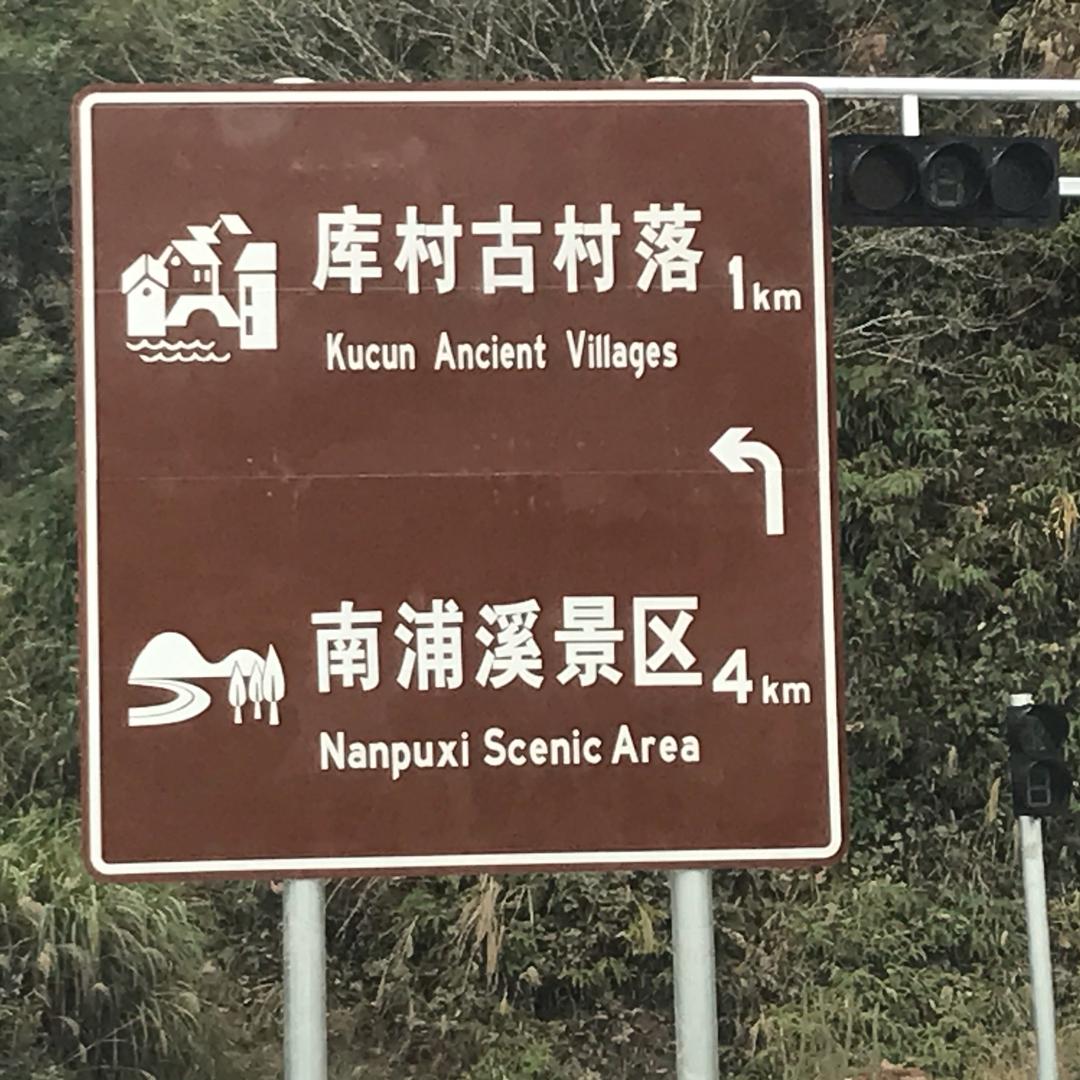 库村古村落 1km
Kucun Ancient Villages
南浦溪景区 4km
Nanpuxi Scenic Area